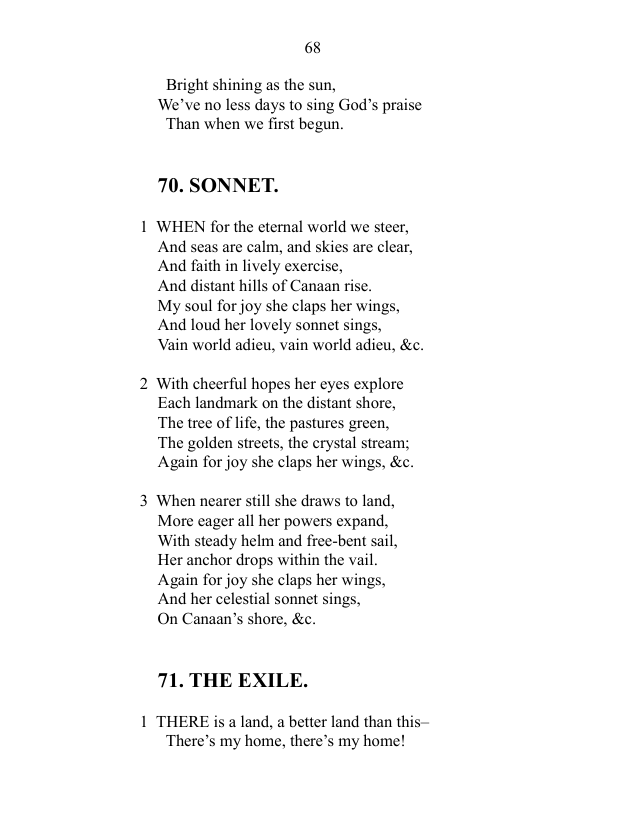 68
Bright shining as the sun,
We’ve no less days to sing God’s praise
Than when we first begun.
70. SONNET.
1 WHEN for the eternal world we steer,
And seas are calm, and skies are clear,
And faith in lively exercise,
And distant hills of Canaan rise.
My soul for joy she claps her wings,
And loud her lovely sonnet sings,
Vain world adieu, vain world adieu, &c.
2 With cheerful hopes her eyes explore
Each landmark on the distant shore,
The tree of life, the pastures green,
The golden streets, the crystal stream;
Again for joy she claps her wings, &c.
3 When nearer still she draws to land,
More eager all her powers expand,
With steady helm and free-bent sail,
Her anchor drops within the vail.
Again for joy she claps her wings,
And her celestial sonnet sings,
On Canaan’s shore, &c.
71. THE EXILE.
1 THERE is a land, a better land than this–
There’s my home, there’s my home!